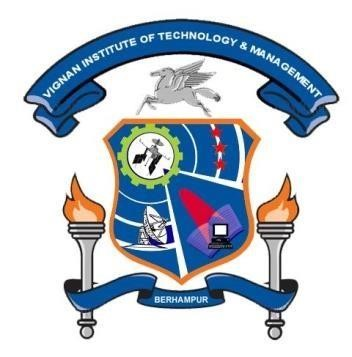 VIGNAN INSTITUTE OF TECHNOLOGY & MANAGEMENT
BERHAMPUR